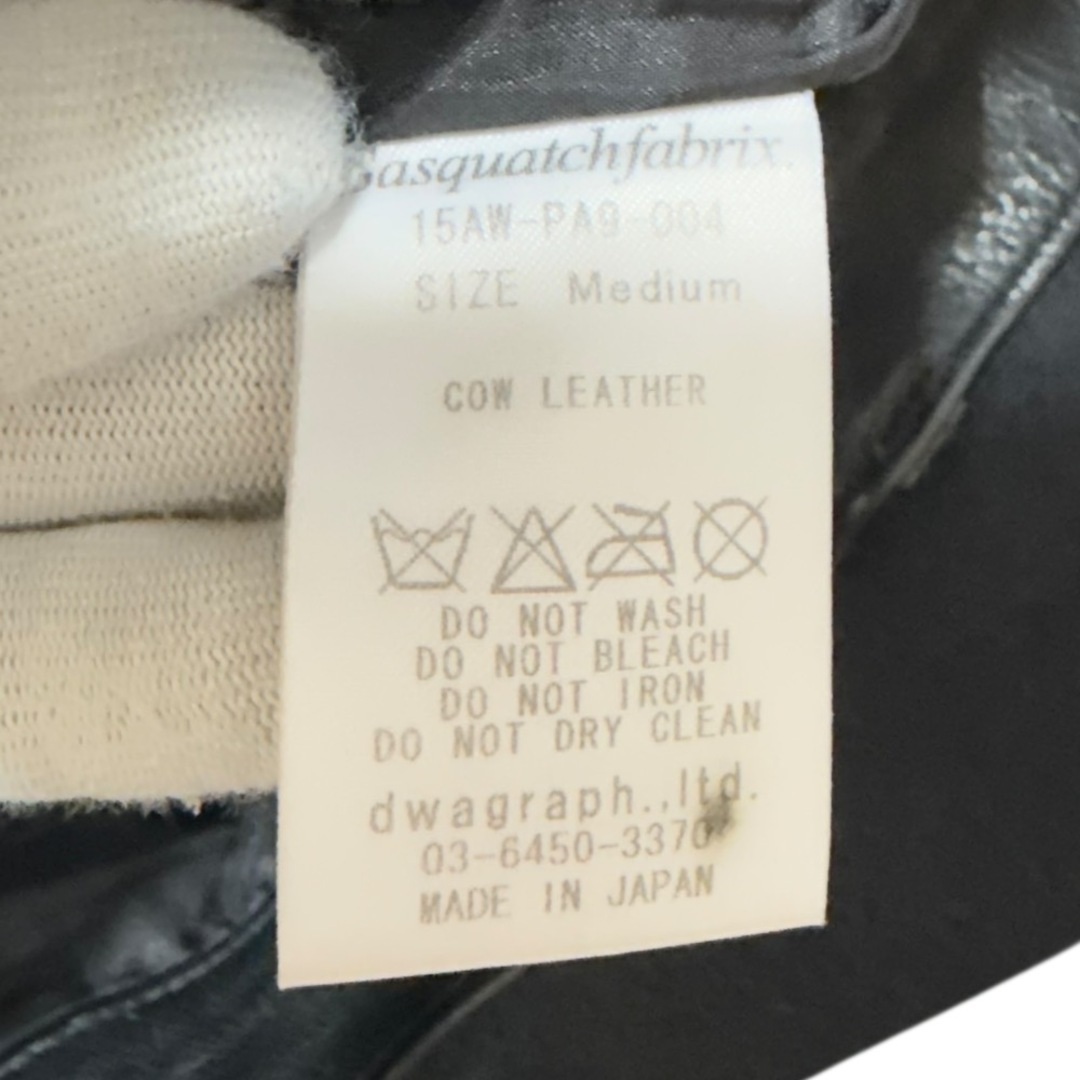 Sasquatchfabrix.
15AW-PA9-004
SIZE Medium
COW LEATHER
DO NOT WASH
DO NOT BLEACH
DO NOT IRON
DO NOT DRY CLEAN
dwagraph.,ltd.
03-6450-3370
MADE IN JAPAN